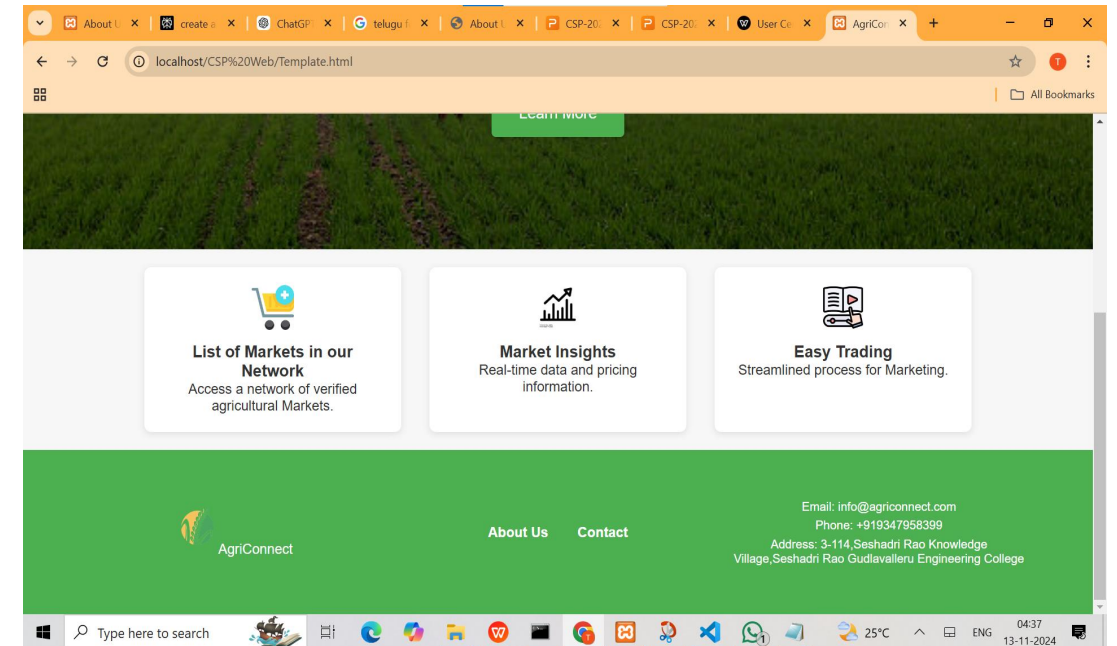 About U
create a
ChatGP
telugu f
About U
CSP-20
CSP-20
User Ce
AgriCon
localhost/CSP%20Web/Template.html
All Bookmarks
Learn More
List of Markets in our
Network
Access a network of verified
agricultural Markets.
Market Insights
Real-time data and pricing
information.
Easy Trading
Streamlined process for Marketing.
AgriConnect
About Us Contact
Email: info@agriconnect.com
Phone: +919347958399
Address: 3-114,Seshadri Rao Knowledge
Village,Seshadri Rao Gudlavalleru Engineering College
Type here to search
25°C
ENG
04:37
13-11-2024